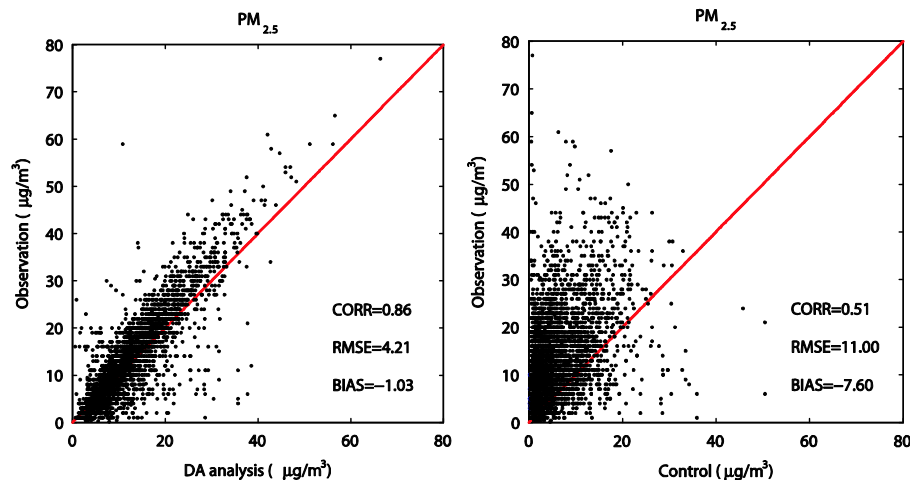 PM2.5
80
70
60
50
40
30
20
10
0
Observation ( μg/m³)
CORR=0.86
RMSE=4.21
BIAS=−1.03
0 20 40 60 80
DA analysis ( μg/m³)
PM2.5
80
70
60
50
40
30
20
10
0
Observation ( μg/m³)
CORR=0.51
RMSE=11.00
BIAS=−7.60
0 20 40 60 80
Control ( μg/m³)